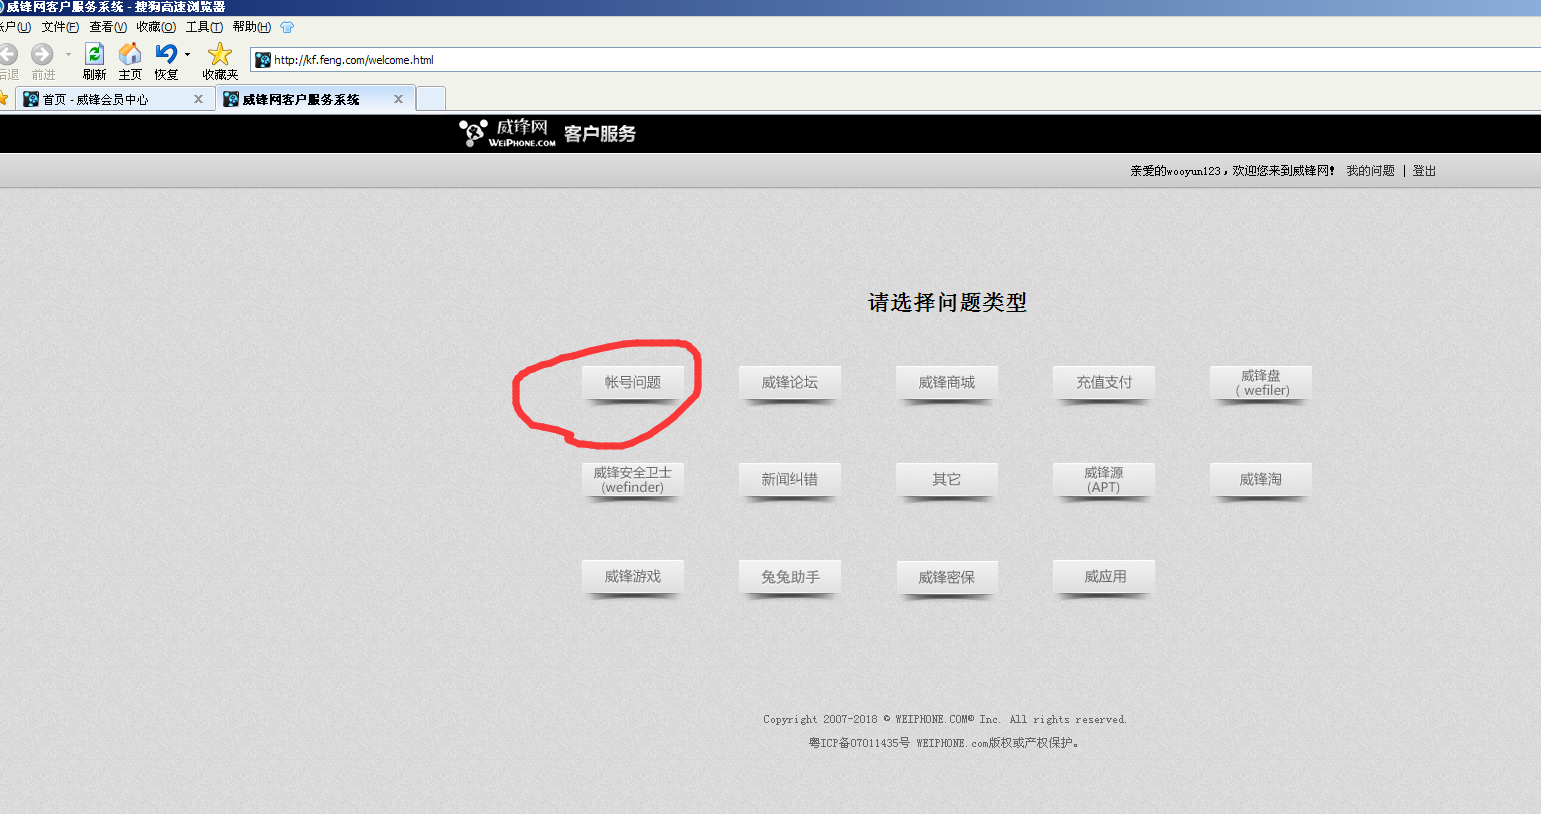 威锋网客户服务系统 - 搜狗高速浏览器
账户(U) 文件(F) 查看(V) 收藏(O) 工具(T) 帮助(H)
后退 前进 刷新 主页 恢复 收藏夹 http://kf.feng.com/welcome.html
首页 - 威锋会员中心 威锋网客户服务系统
威锋网 WEIPHONE.COM 客户服务
亲爱的wooyun123，欢迎您来到威锋网! 我的问题 | 登出
请选择问题类型
帐号问题 威锋论坛 威锋商城 充值支付 威锋盘
( wefiler)
威锋安全卫士 新闻纠错 其它 威锋源 威锋淘
(wefinder) (APT)
威锋游戏 兔兔助手 威锋密保 威应用
Copyright 2007-2018 © WEIPHONE.COM® Inc. All rights reserved.
粤ICP备07011435号 WEIPHONE.com版权或产权保护。